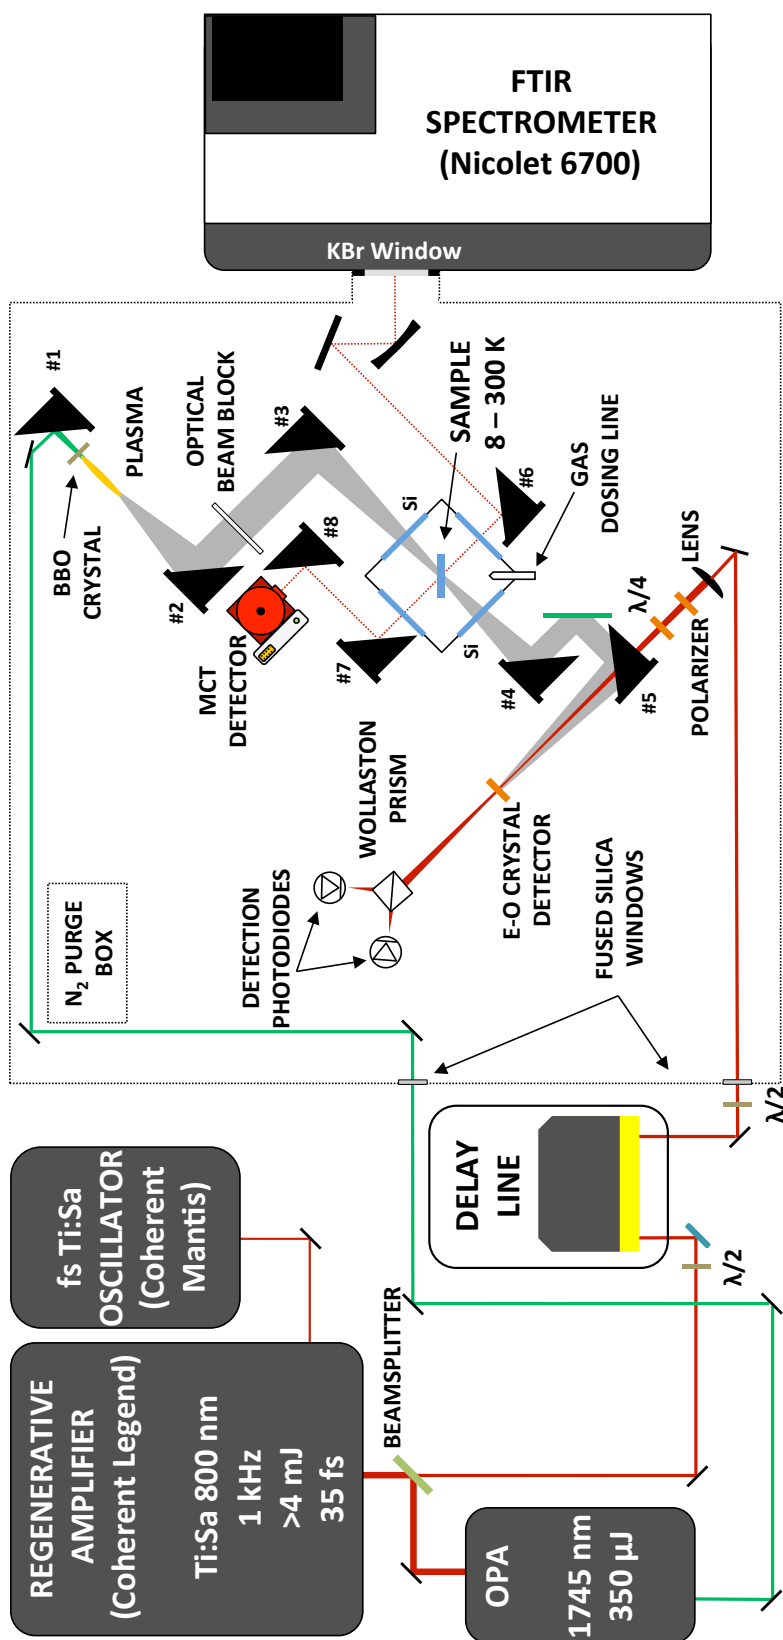 FTIR
SPECTROMETER
(Nicolet 6700)
KBr Window
#1
PLASMA
OPTICAL
BEAM BLOCK
BBO
CRYSTAL
#2
#3
#8
MCT
DETECTOR
#7
Si
Si
SAMPLE
8 – 300 K
#6
GAS
DOSING LINE
#4
#5
λ/4
LENS
POLARIZER
WOLLASTON
PRISM
E-O CRYSTAL
DETECTOR
DETECTION
PHOTODIODES
FUSED SILICA
WINDOWS
N₂ PURGE
BOX
λ/2
DELAY
LINE
λ/2
fs Ti:Sa
OSCILLATOR
(Coherent
Mantis)
REGENERATIVE
AMPLIFIER
(Coherent Legend)
Ti:Sa 800 nm
1 kHz
>4 mJ
35 fs
BEAMSPLITTER
OPA
1745 nm
350 μJ